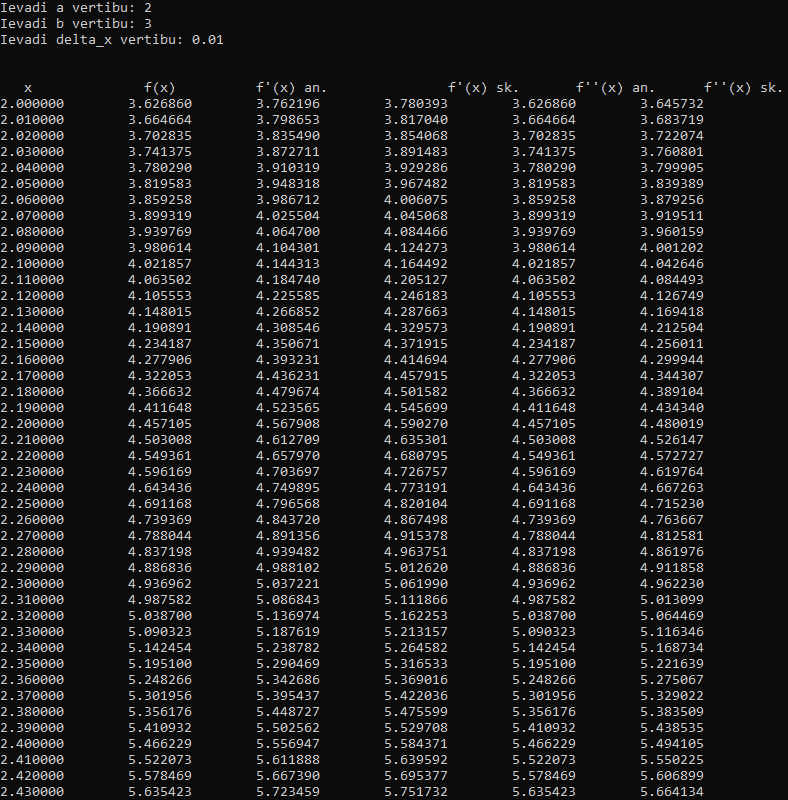 Ievadi a vertibu: 2
Ievadi b vertibu: 3
Ievadi delta_x vertibu: 0.01
x f(x) f'(x) an. f'(x) sk. f''(x) an. f''(x) sk.
2.000000 3.626860 3.762196 3.780393 3.626860 3.645732
2.010000 3.664664 3.798653 3.817040 3.664664 3.683719
2.020000 3.702835 3.835490 3.854068 3.702835 3.722074
2.030000 3.741375 3.872711 3.891483 3.741375 3.760801
2.040000 3.780290 3.910319 3.929286 3.780290 3.799905
2.050000 3.819583 3.948318 3.967482 3.819583 3.839389
2.060000 3.859258 3.986712 4.006075 3.859258 3.879256
2.070000 3.899319 4.025504 4.045068 3.899319 3.919511
2.080000 3.939769 4.064700 4.084466 3.939769 3.960159
2.090000 3.980614 4.104301 4.124273 3.980614 4.001202
2.100000 4.021857 4.144313 4.164492 4.021857 4.042646
2.110000 4.063502 4.184740 4.205127 4.063502 4.084493
2.120000 4.105553 4.225585 4.246183 4.105553 4.126749
2.130000 4.148015 4.266852 4.287663 4.148015 4.169418
2.140000 4.190891 4.308546 4.329573 4.190891 4.212504
2.150000 4.234187 4.350671 4.371915 4.234187 4.256011
2.160000 4.277906 4.393231 4.414694 4.277906 4.299944
2.170000 4.322053 4.436231 4.457915 4.322053 4.344307
2.180000 4.366632 4.479674 4.501582 4.366632 4.389104
2.190000 4.411648 4.523565 4.545699 4.411648 4.434340
2.200000 4.457105 4.567908 4.590270 4.457105 4.480019
2.210000 4.503008 4.612709 4.635301 4.503008 4.526147
2.220000 4.549361 4.657970 4.680795 4.549361 4.572727
2.230000 4.596169 4.703697 4.726757 4.596169 4.619764
2.240000 4.643436 4.749895 4.773191 4.643436 4.667263
2.250000 4.691168 4.796568 4.820104 4.691168 4.715230
2.260000 4.739369 4.843720 4.867498 4.739369 4.763667
2.270000 4.788044 4.891356 4.915378 4.788044 4.812581
2.280000 4.837198 4.939482 4.963751 4.837198 4.861976
2.290000 4.886836 4.988102 5.012620 4.886836 4.911858
2.300000 4.936962 5.037221 5.061990 4.936962 4.962230
2.310000 4.987582 5.086843 5.111866 4.987582 5.013099
2.320000 5.038700 5.136974 5.162253 5.038700 5.064469
2.330000 5.090323 5.187619 5.213157 5.090323 5.116346
2.340000 5.142454 5.238782 5.264582 5.142454 5.168734
2.350000 5.195100 5.290469 5.316533 5.195100 5.221639
2.360000 5.248266 5.342686 5.369016 5.248266 5.275067
2.370000 5.301956 5.395437 5.422036 5.301956 5.329022
2.380000 5.356176 5.448727 5.475599 5.356176 5.383509
2.390000 5.410932 5.502562 5.529708 5.410932 5.438535
2.400000 5.466229 5.556947 5.584371 5.466229 5.494105
2.410000 5.522073 5.611888 5.639592 5.522073 5.550225
2.420000 5.578469 5.667390 5.695377 5.578469 5.606899
2.430000 5.635423 5.723459 5.751732 5.635423 5.664134